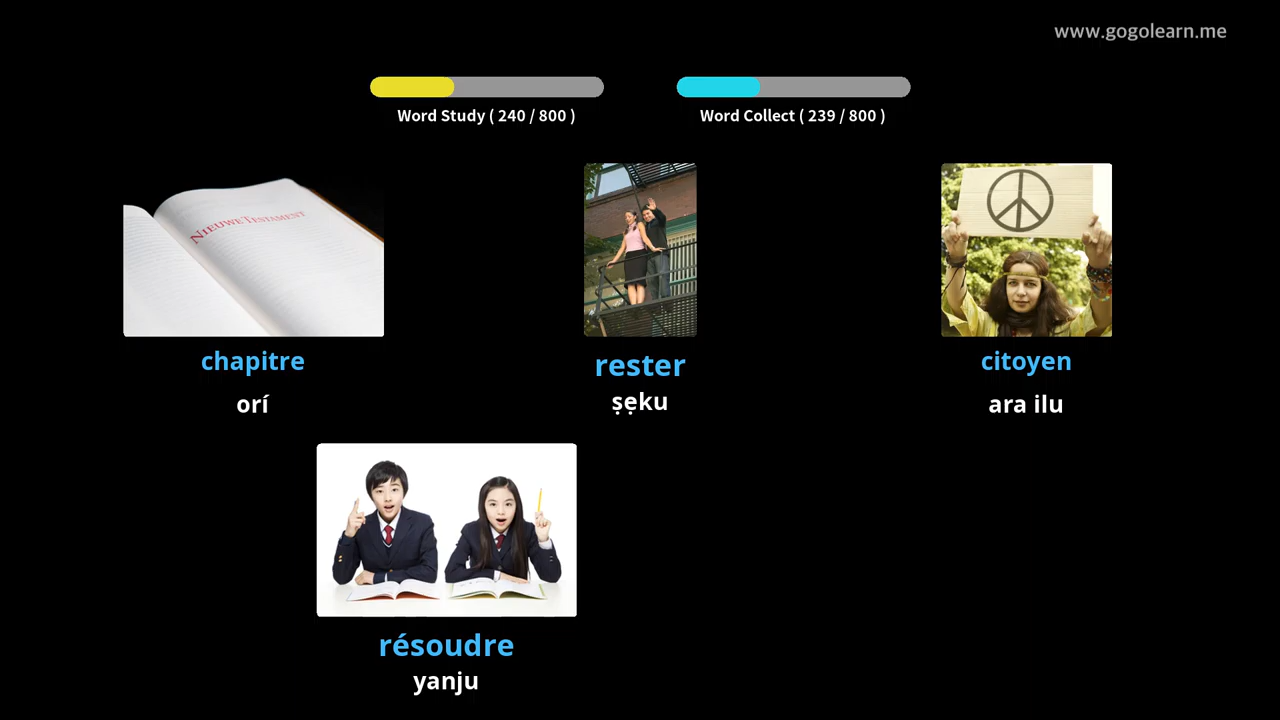 www.gogolearn.me
Word Study ( 240 / 800 )
Word Collect ( 239 / 800 )
NIEUWE TESTAMENT
chapitre
orí
rester
ṣẹku
citoyen
ara ilu
résoudre
yanju